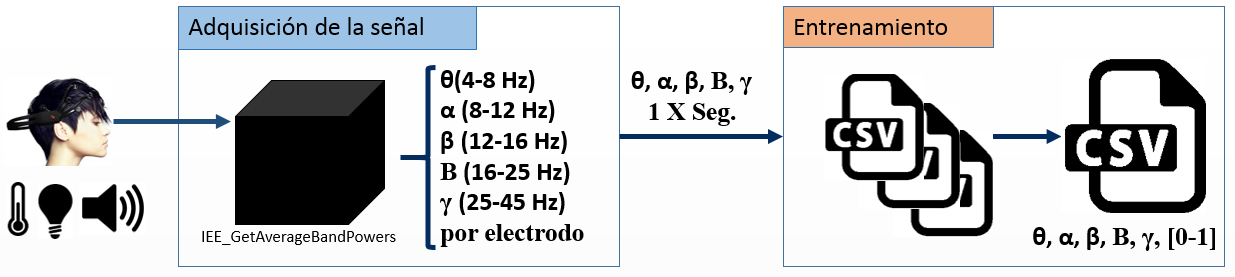 Adquisición de la señal
θ(4-8 Hz)
α (8-12 Hz)
β (12-16 Hz)
B (16-25 Hz)
γ (25-45 Hz)
por electrodo
IEE_GetAverageBandPowers
θ, α, β, B, γ
1 X Seg.
Entrenamiento
CSV
CSV
θ, α, β, B, γ, [0-1]